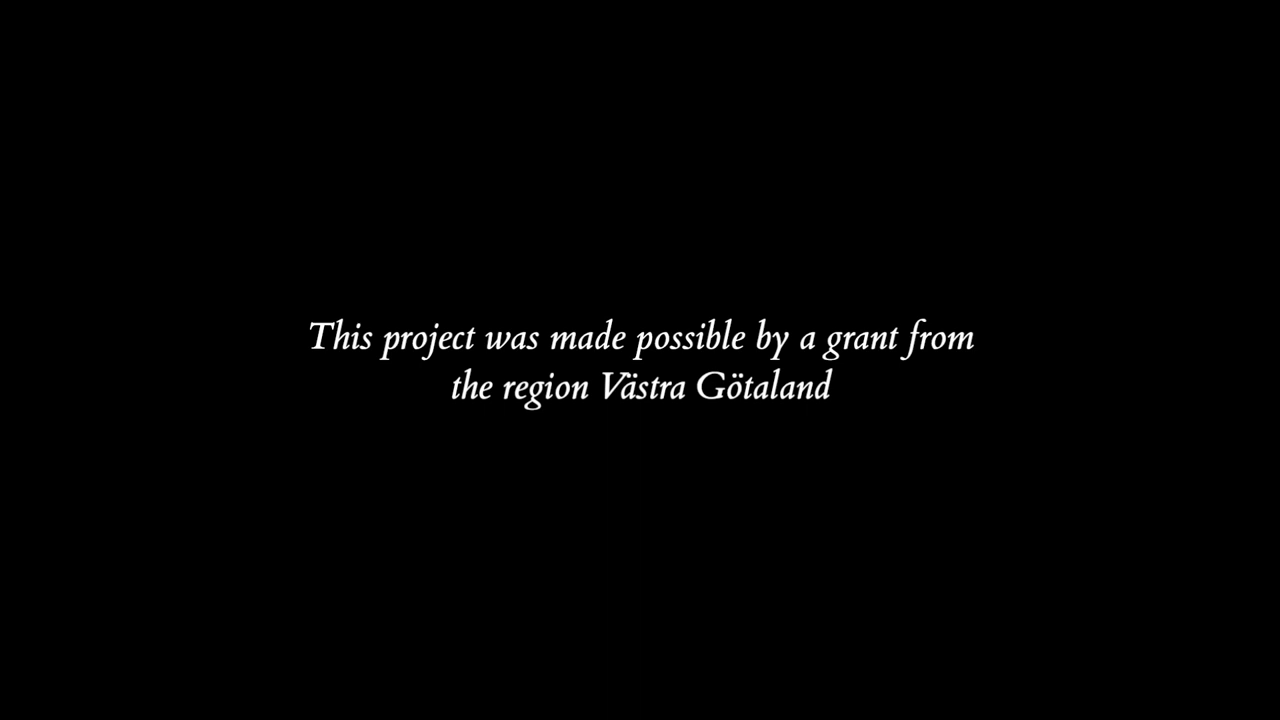 This project was made possible by a grant from
the region Västra Götaland